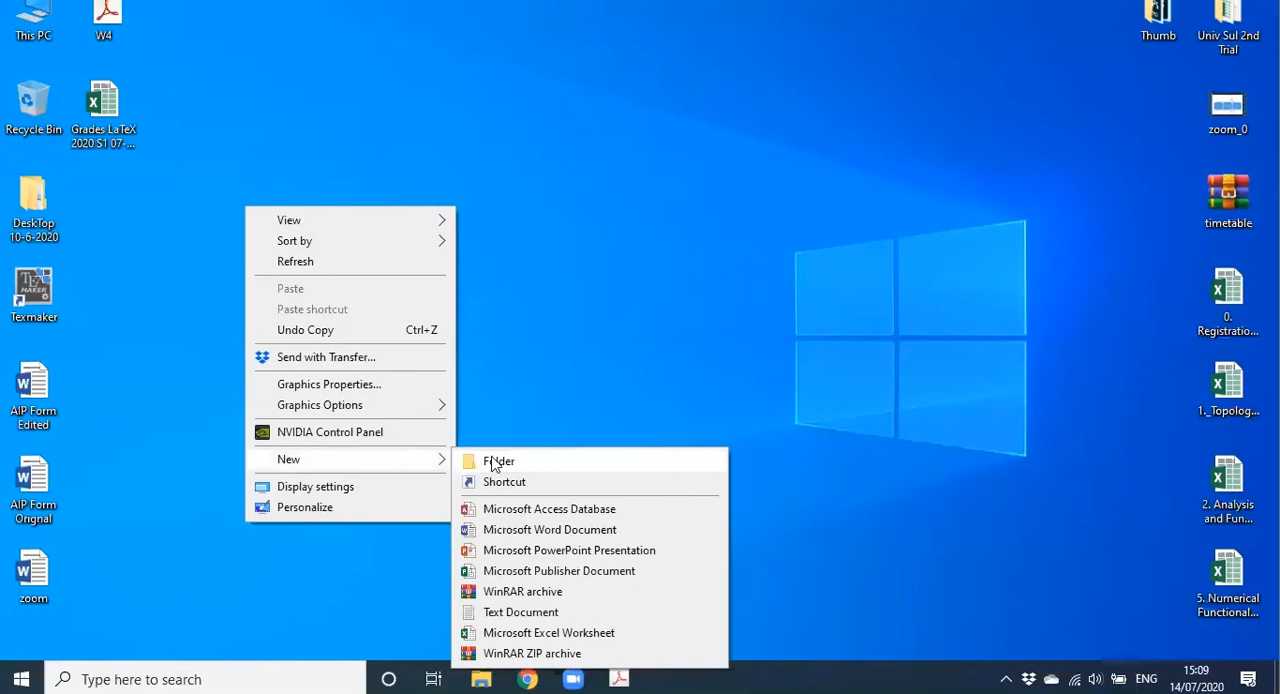 This PC
W4
Recycle Bin
Grades LaTeX
2020 S1 07-...
DeskTop
10-6-2020
Texmaker
AIP Form
Edited
AIP Form
Orignal
zoom
View
Sort by
Refresh
Paste
Paste shortcut
Undo Copy Ctrl+Z
Send with Transfer...
Graphics Properties...
Graphics Options
NVIDIA Control Panel
New
Display settings
Personalize
Folder
Shortcut
Microsoft Access Database
Microsoft Word Document
Microsoft PowerPoint Presentation
Microsoft Publisher Document
WinRAR archive
Text Document
Microsoft Excel Worksheet
WinRAR ZIP archive
Thumb
Univ Sul 2nd
Trial
zoom_0
timetable
0.
Registratio...
1._Topolog...
2. Analysis
and Fun...
5. Numerical
Functional...
Type here to search
ENG
15:09
14/07/2020